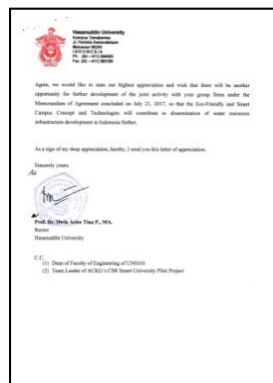 Hasanuddin University
Kampus Tamalanrea
Makassar 90245
INDONESIA
Again, we would like to state our highest appreciation and wish that there will be another
opportunity for further development of the joint activity with your group firms under the
Memorandum of Agreement concluded on July 21, 2017, so that the Eco-Friendly and Smart
Campus Concept and Technologies will contribute to dissemination of water resources
infrastructure development in Indonesia further.
As a sign of my deep appreciation, hereby, I send you this letter of appreciation.
Sincerely yours,
Prof. Dr. Dwia Aries Tina P., MA.
Rector
Hasanuddin University
C.C.
(1) Dean of Faculty of Engineering of UNHAS
(2) Team Leader of ACKG's CSR Smart University Pilot Project